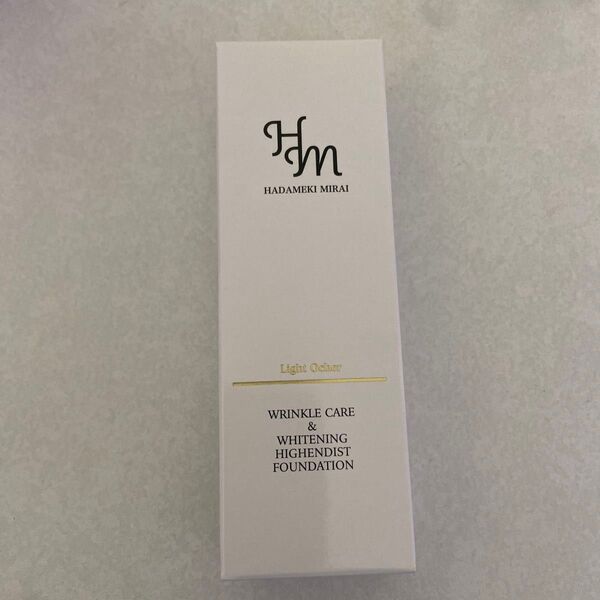 HM
HADAMEKI MIRAI
Light Ocher
WRINKLE CARE
&
WHITENING
HIGHENDIST
FOUNDATION